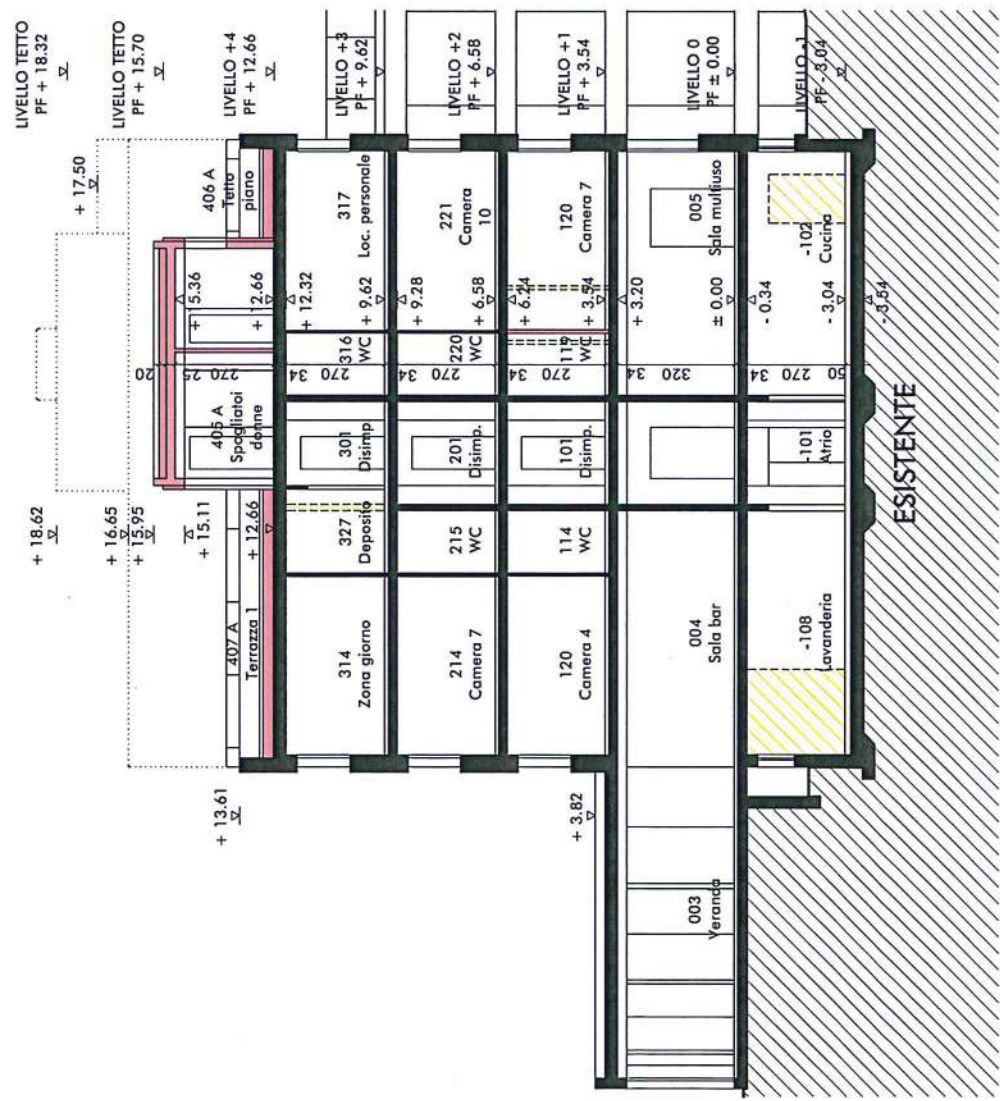 LIVELLO TETTO
PF + 18.32
LIVELLO TETTO
PF + 15.70
LIVELLO +4
PF + 12.66
LIVELLO +3
PF + 9.62
LIVELLO +2
PF + 6.58
LIVELLO +1
PF + 3.54
LIVELLO 0
PF ± 0.00
LIVELLO -1
PF - 3.04
+ 17.50
+ 18.62
+ 16.65
+ 15.95
+ 15.11
+ 12.66
+ 13.61
+ 3.82
407 A
Terrazza 1
405 A
Spogliatoi
donne
406 A
Tetto
piano
+ 15.36
+ 12.66
20
25
270
314
Zona giorno
327
Deposito
301
Disimp.
316
WC
317
Loc. personale
+ 12.32
+ 9.62
34
270
214
Camera 7
215
WC
201
Disimp.
220
WC
221
Camera
10
+ 9.28
+ 6.58
34
270
120
Camera 4
114
WC
101
Disimp.
119
WC
120
Camera 7
+ 6.24
+ 3.54
34
270
003
Veranda
004
Sala bar
005
Sala multiuso
+ 3.20
± 0.00
34
320
-108
Lavanderia
-101
Atrio
-102
Cucina
- 0.34
- 3.04
- 3.54
34
270
50
ESISTENTE